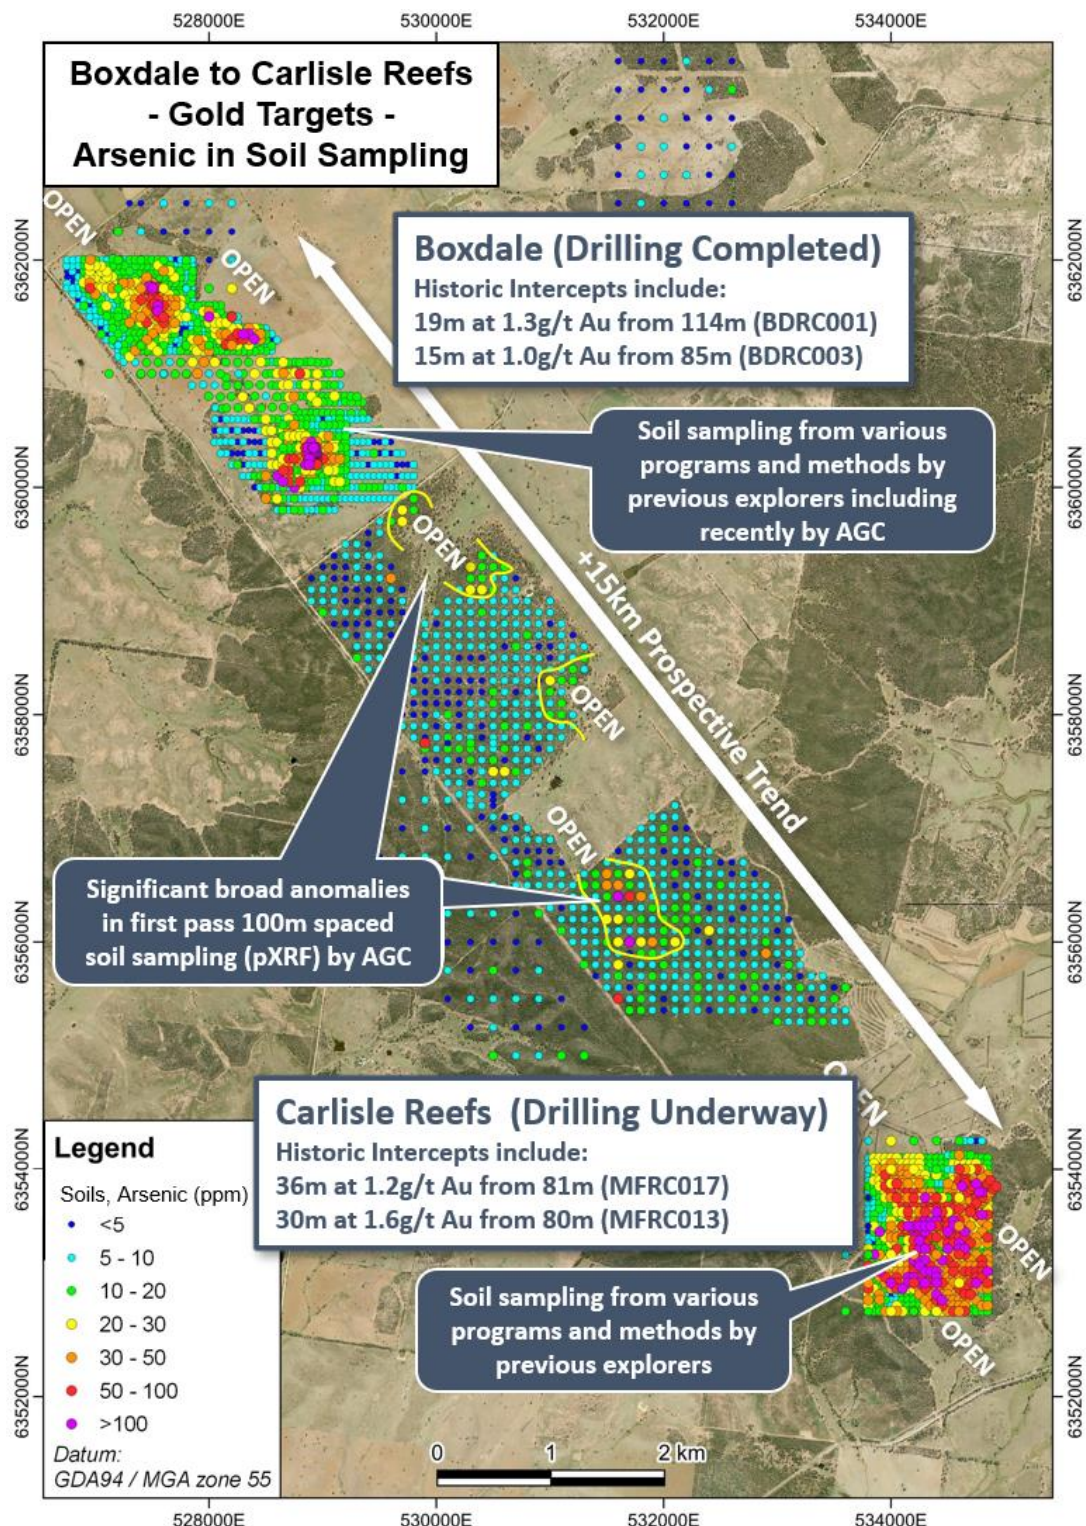 528000E
530000E
532000E
534000E
Boxdale to Carlisle Reefs
- Gold Targets -
Arsenic in Soil Sampling
OPEN
OPEN
6362000N
6362000N
Boxdale (Drilling Completed)
Historic Intercepts include:
19m at 1.3g/t Au from 114m (BDRC001)
15m at 1.0g/t Au from 85m (BDRC003)
Soil sampling from various
programs and methods by
previous explorers including
recently by AGC
6360000N
6360000N
OPEN
+15km Prospective Trend
OPEN
6358000N
6358000N
OPEN
Significant broad anomalies
in first pass 100m spaced
soil sampling (pXRF) by AGC
6356000N
6356000N
OPEN
Carlisle Reefs (Drilling Underway)
Historic Intercepts include:
36m at 1.2g/t Au from 81m (MFRC017)
30m at 1.6g/t Au from 80m (MFRC013)
6354000N
6354000N
OPEN
Soil sampling from various
programs and methods by
previous explorers
OPEN
6352000N
6352000N
Legend
Soils, Arsenic (ppm)
<5
5 - 10
10 - 20
20 - 30
30 - 50
50 - 100
>100
Datum:
GDA94 / MGA zone 55
0
1
2 km
528000E
530000E
532000E
534000E